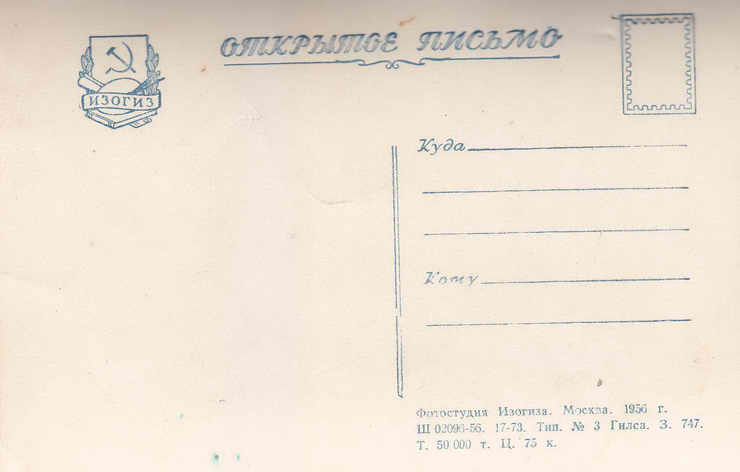 ОТКРЫТОЕ ПИСЬМО
ИЗОГИЗ
Куда
Кому
Фотостудия Изогиза. Москва. 1956 г.
Ш 02096-56. 17-73. Тип. № 3 Гилса. З. 747.
Т. 50 000 т. Ц. 75 к.